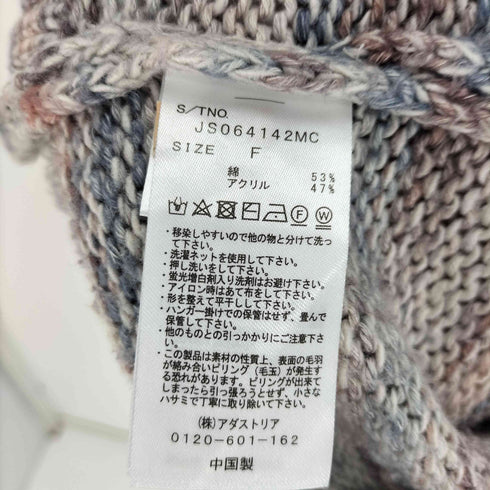 S/TNO.
JS064142MC
SIZE F
綿 53%
アクリル 47%
・移染しやすいので他の物と分けて洗っ
て下さい。
・洗濯ネットを使用して下さい。
・押し洗いをして下さい。
・蛍光増白剤入り洗剤はお避け下さい。
・アイロン時はあて布をして下さい。
・形を整えて平干しして下さい。
・ハンガー掛けでの保管はせず、畳んで
保管して下さい。
・他のものとの引っかかりにご注意下さ
い。
・この製品は素材の性質上、表面の毛羽
が絡み合いピリング（毛玉）が発生す
る恐れがあります。ピリングが出来て
しまったら引っ張ろうとせず、小さな
ハサミで丁寧に取り除いて下さい。
(株)アダストリア
0120-601-162
中国製